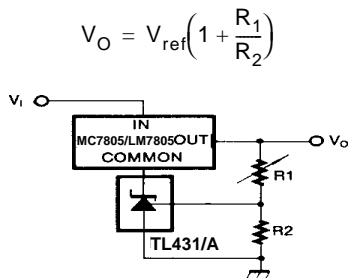 V_O = V_ref(1 + R_1/R_2)
V_I
IN
MC7805/LM7805 OUT
V_O
COMMON
R1
TL431/A
R2